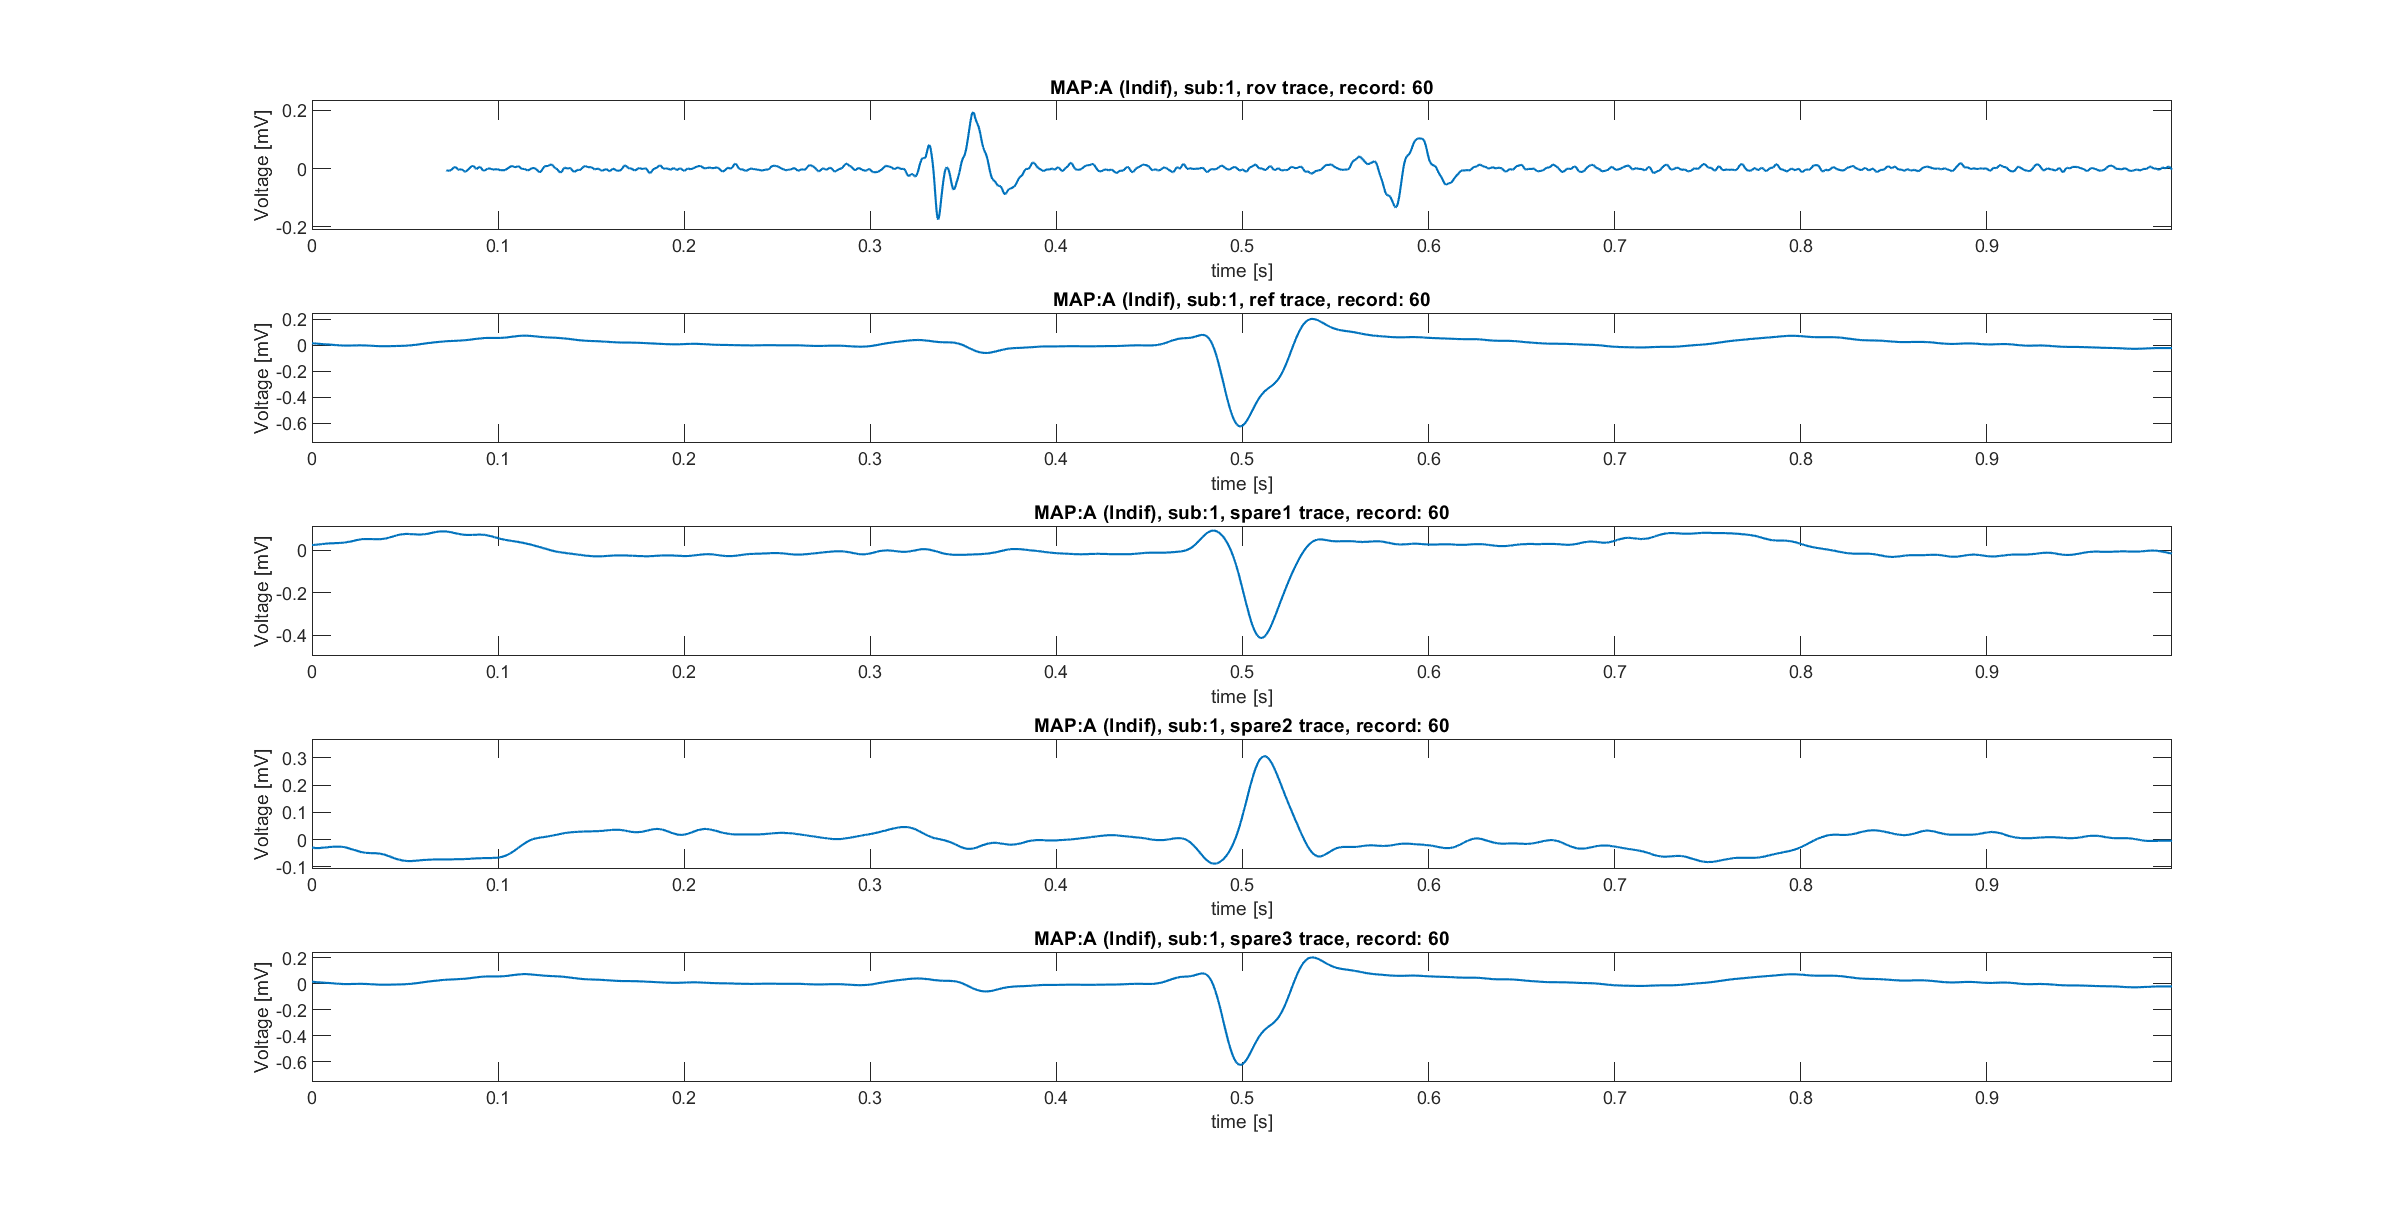 MAP:A (Indif), sub:1, rov trace, record: 60
Voltage [mV]
0.2
0
-0.2
0 0.1 0.2 0.3 0.4 0.5 0.6 0.7 0.8 0.9
time [s]
MAP:A (Indif), sub:1, ref trace, record: 60
Voltage [mV]
0.2
0
-0.2
-0.4
-0.6
0 0.1 0.2 0.3 0.4 0.5 0.6 0.7 0.8 0.9
time [s]
MAP:A (Indif), sub:1, spare1 trace, record: 60
Voltage [mV]
0
-0.2
-0.4
0 0.1 0.2 0.3 0.4 0.5 0.6 0.7 0.8 0.9
time [s]
MAP:A (Indif), sub:1, spare2 trace, record: 60
Voltage [mV]
0.3
0.2
0.1
0
-0.1
0 0.1 0.2 0.3 0.4 0.5 0.6 0.7 0.8 0.9
time [s]
MAP:A (Indif), sub:1, spare3 trace, record: 60
Voltage [mV]
0.2
0
-0.2
-0.4
-0.6
0 0.1 0.2 0.3 0.4 0.5 0.6 0.7 0.8 0.9
time [s]